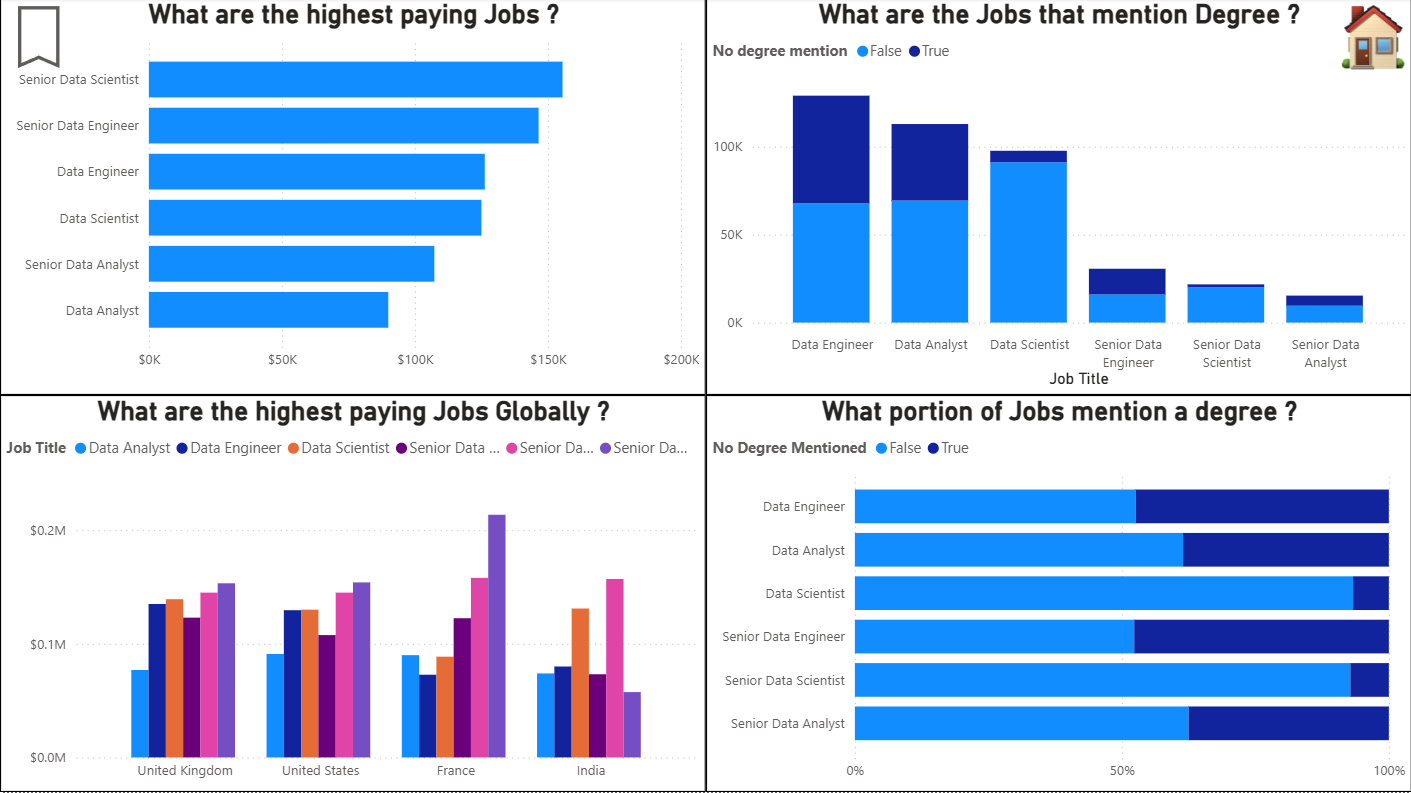 What are the highest paying Jobs ?
Senior Data Scientist
Senior Data Engineer
Data Engineer
Data Scientist
Senior Data Analyst
Data Analyst
$0K $50K $100K $150K $200K
What are the Jobs that mention Degree ?
No degree mention False True
100K
50K
0K
Data Engineer Data Analyst Data Scientist Senior Data Senior Data Senior Data
Engineer Scientist Analyst
Job Title
What are the highest paying Jobs Globally ?
Job Title Data Analyst Data Engineer Data Scientist Senior Data ... Senior Da... Senior Da...
$0.2M
$0.1M
$0.0M
United Kingdom United States France India
What portion of Jobs mention a degree ?
No Degree Mentioned False True
Data Engineer
Data Analyst
Data Scientist
Senior Data Engineer
Senior Data Scientist
Senior Data Analyst
0% 50% 100%